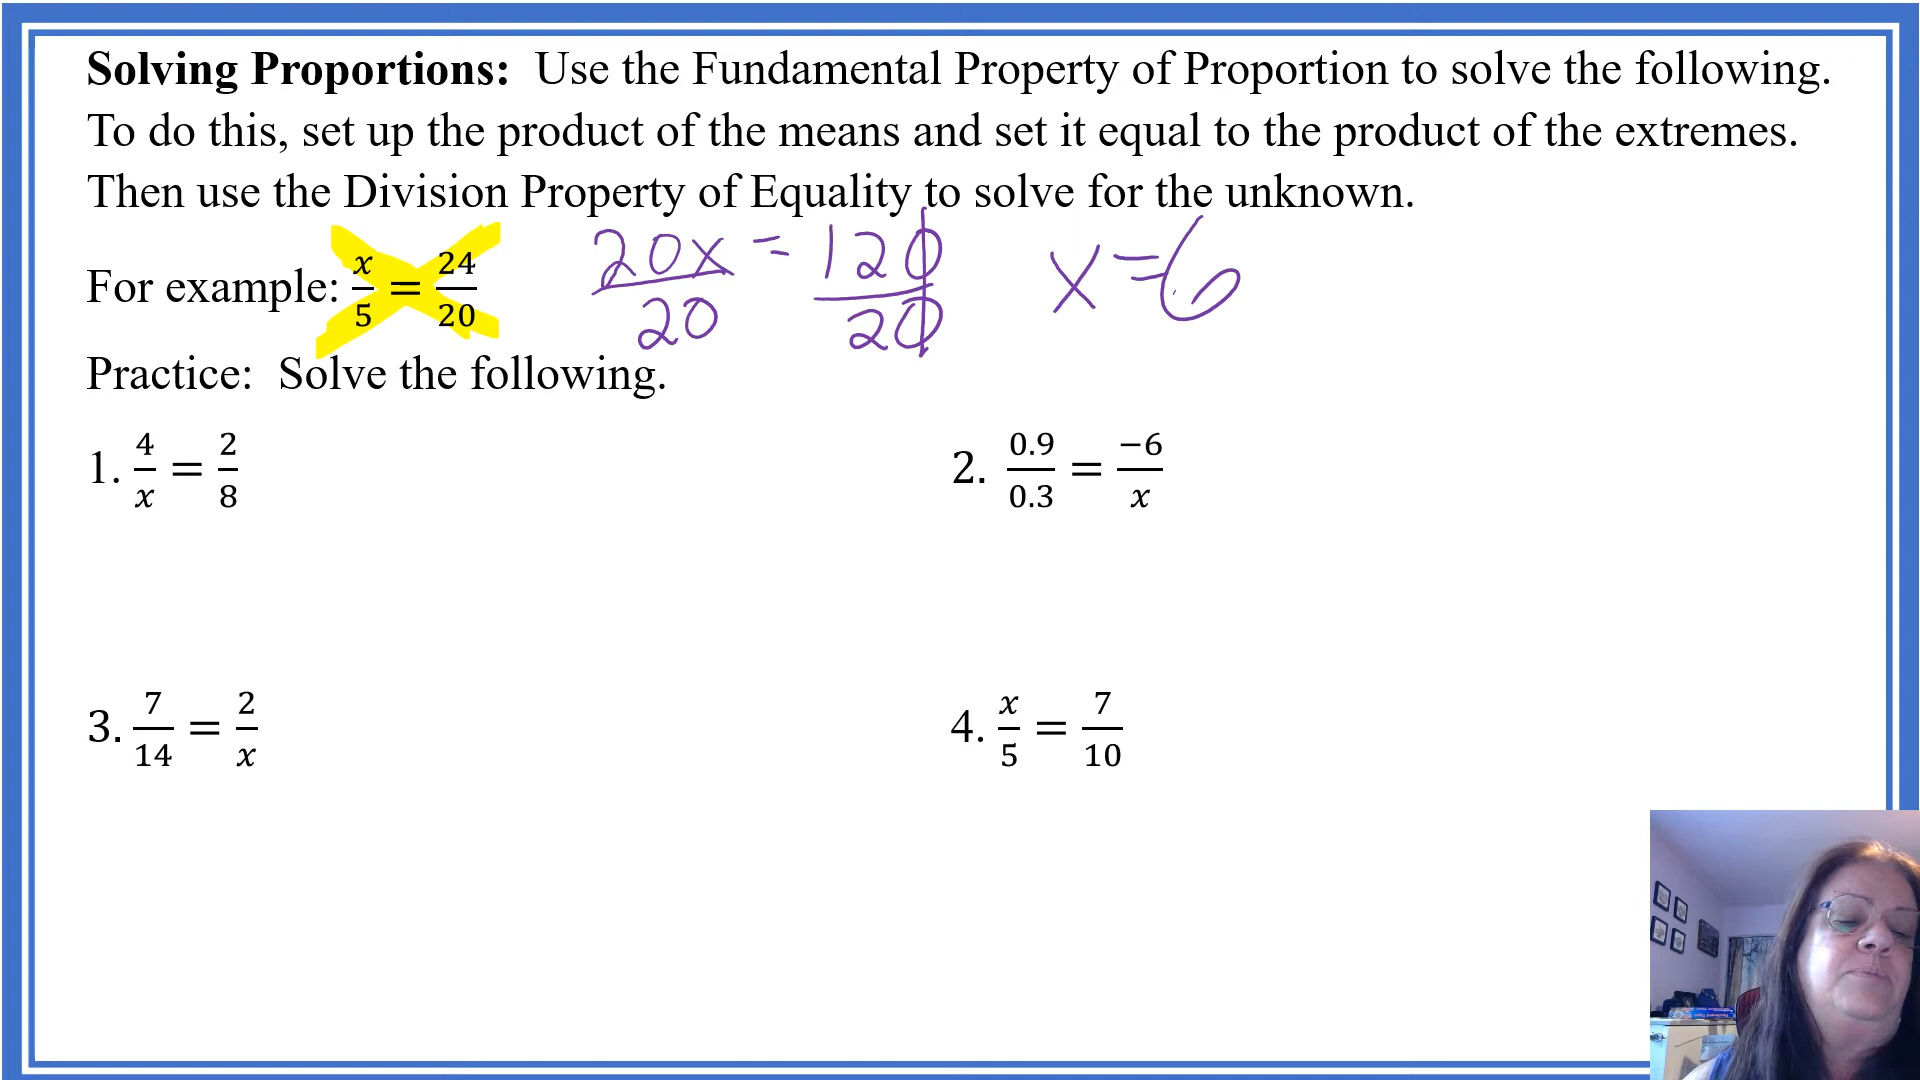 Solving Proportions: Use the Fundamental Property of Proportion to solve the following.
To do this, set up the product of the means and set it equal to the product of the extremes.
Then use the Division Property of Equality to solve for the unknown.
For example: x/5 = 24/20 20x/20 = 120/20 x=6
Practice: Solve the following.
1. 4/x = 2/8 2. 0.9/0.3 = −6/x
3. 7/14 = 2/x 4. x/5 = 7/10